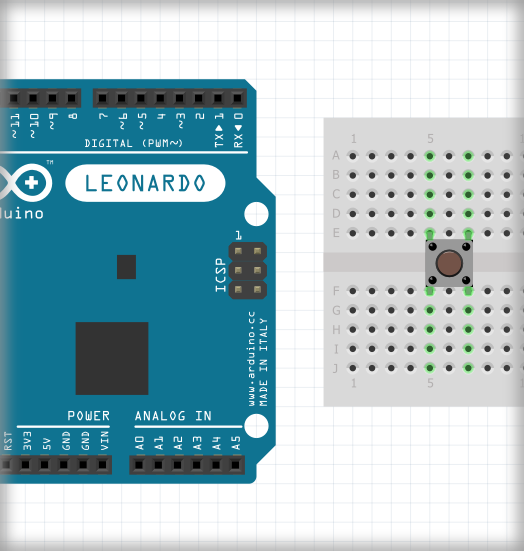 ~11 ~10 ~9 8 7 ~6 ~5 4 ~3 2 TX▶1 RX◀0
DIGITAL (PWM~)
TM
LEONARDO
uino
1
ICSP
www.arduino.cc
MADE IN ITALY
POWER
ANALOG IN
RST 3V3 5V GND GND VIN A0 A1 A2 A3 A4 A5
1 5
A
B
C
D
E
F
G
H
I
J
1 5